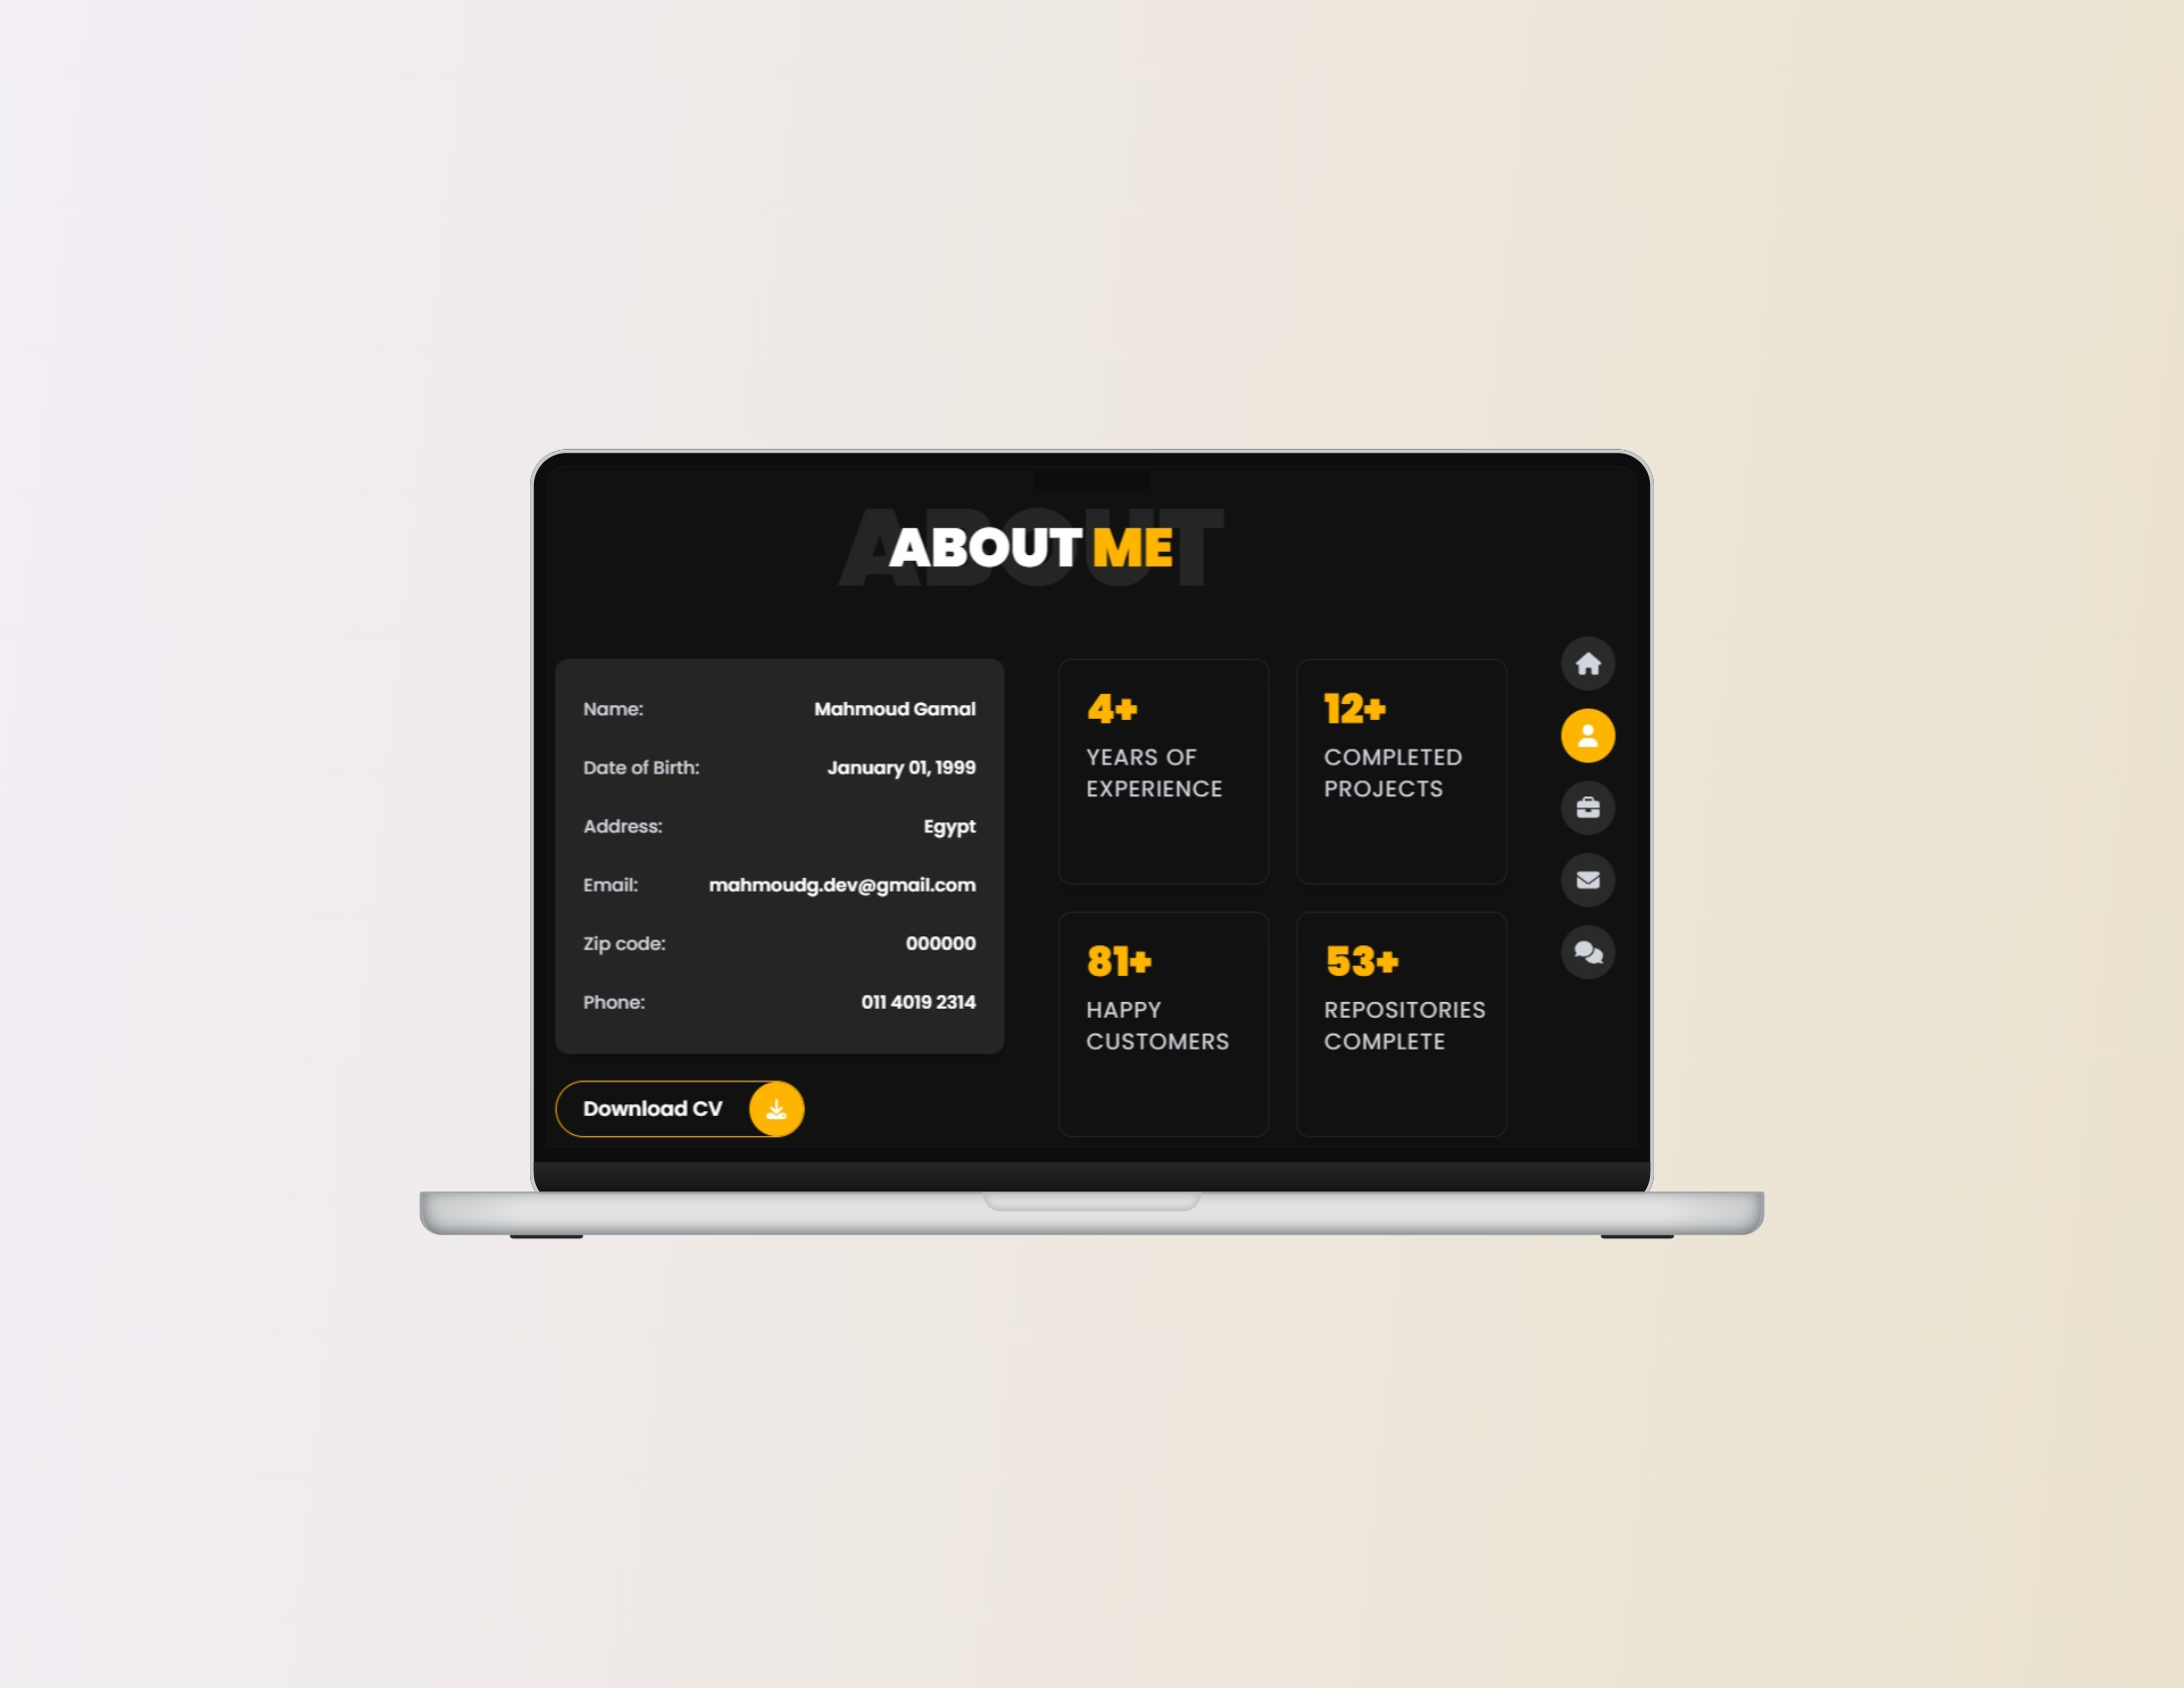 ABOUT
ABOUT ME
Name: Mahmoud Gamal
Date of Birth: January 01, 1999
Address: Egypt
Email: mahmoudg.dev@gmail.com
Zip code: 000000
Phone: 011 4019 2314
Download CV
4+
YEARS OF
EXPERIENCE
12+
COMPLETED
PROJECTS
81+
HAPPY
CUSTOMERS
53+
REPOSITORIES
COMPLETE